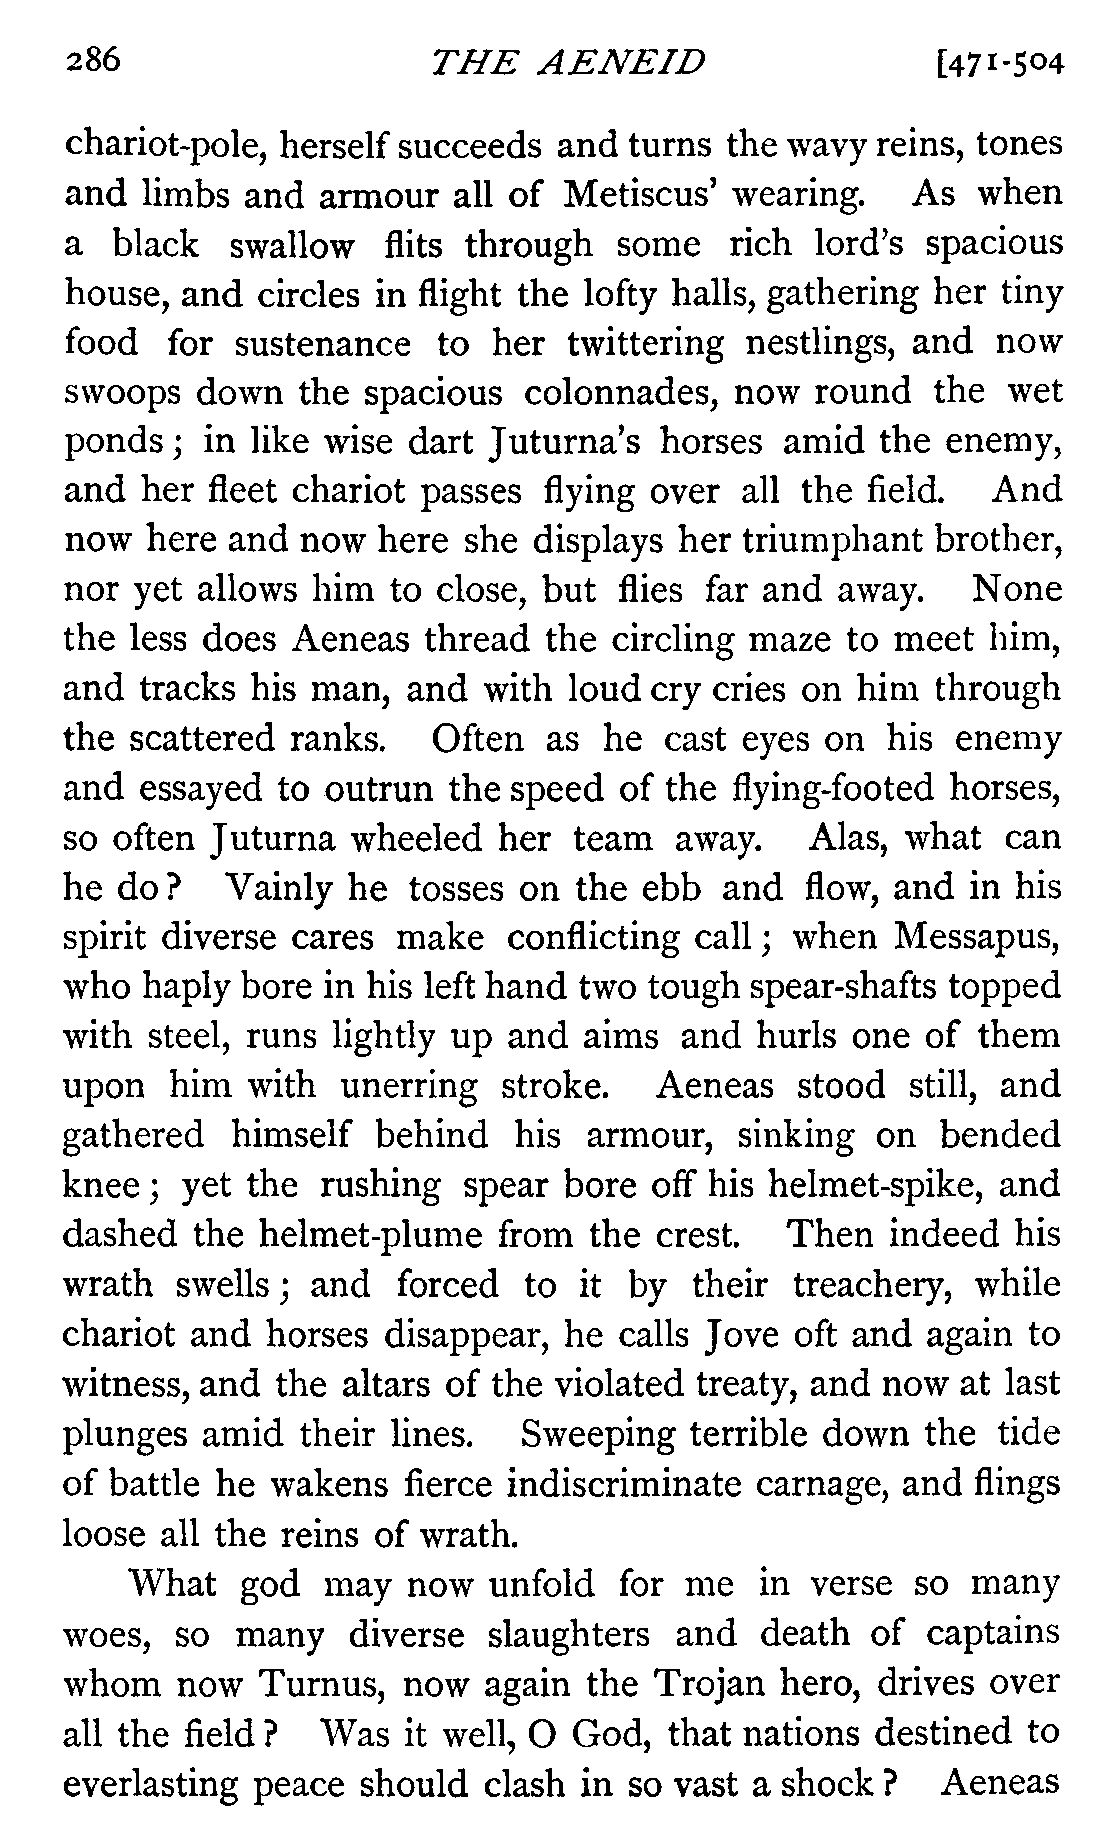 286 THE AENEID [471-504
chariot-pole, herself succeeds and turns the wavy reins, tones
and limbs and armour all of Metiscus' wearing. As when
a black swallow flits through some rich lord's spacious
house, and circles in flight the lofty halls, gathering her tiny
food for sustenance to her twittering nestlings, and now
swoops down the spacious colonnades, now round the wet
ponds ; in like wise dart Juturna's horses amid the enemy,
and her fleet chariot passes flying over all the field. And
now here and now here she displays her triumphant brother,
nor yet allows him to close, but flies far and away. None
the less does Aeneas thread the circling maze to meet him,
and tracks his man, and with loud cry cries on him through
the scattered ranks. Often as he cast eyes on his enemy
and essayed to outrun the speed of the flying-footed horses,
so often Juturna wheeled her team away. Alas, what can
he do ? Vainly he tosses on the ebb and flow, and in his
spirit diverse cares make conflicting call ; when Messapus,
who haply bore in his left hand two tough spear-shafts topped
with steel, runs lightly up and aims and hurls one of them
upon him with unerring stroke. Aeneas stood still, and
gathered himself behind his armour, sinking on bended
knee ; yet the rushing spear bore off his helmet-spike, and
dashed the helmet-plume from the crest. Then indeed his
wrath swells ; and forced to it by their treachery, while
chariot and horses disappear, he calls Jove oft and again to
witness, and the altars of the violated treaty, and now at last
plunges amid their lines. Sweeping terrible down the tide
of battle he wakens fierce indiscriminate carnage, and flings
loose all the reins of wrath.
What god may now unfold for me in verse so many
woes, so many diverse slaughters and death of captains
whom now Turnus, now again the Trojan hero, drives over
all the field ? Was it well, O God, that nations destined to
everlasting peace should clash in so vast a shock ? Aeneas